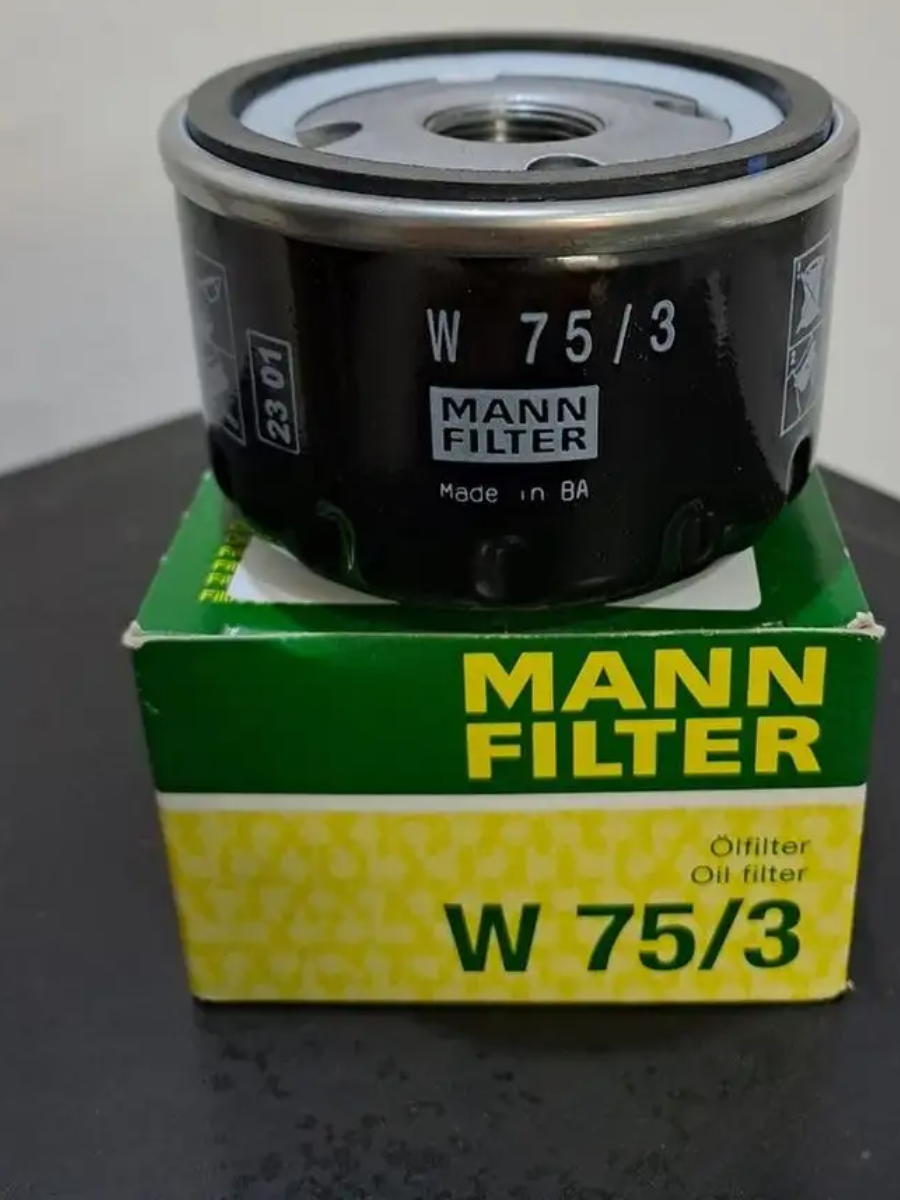 W 75/3
MANN
FILTER
Made in BA
23 01
MANN
FILTER
Ölfilter
Oil filter
W 75/3